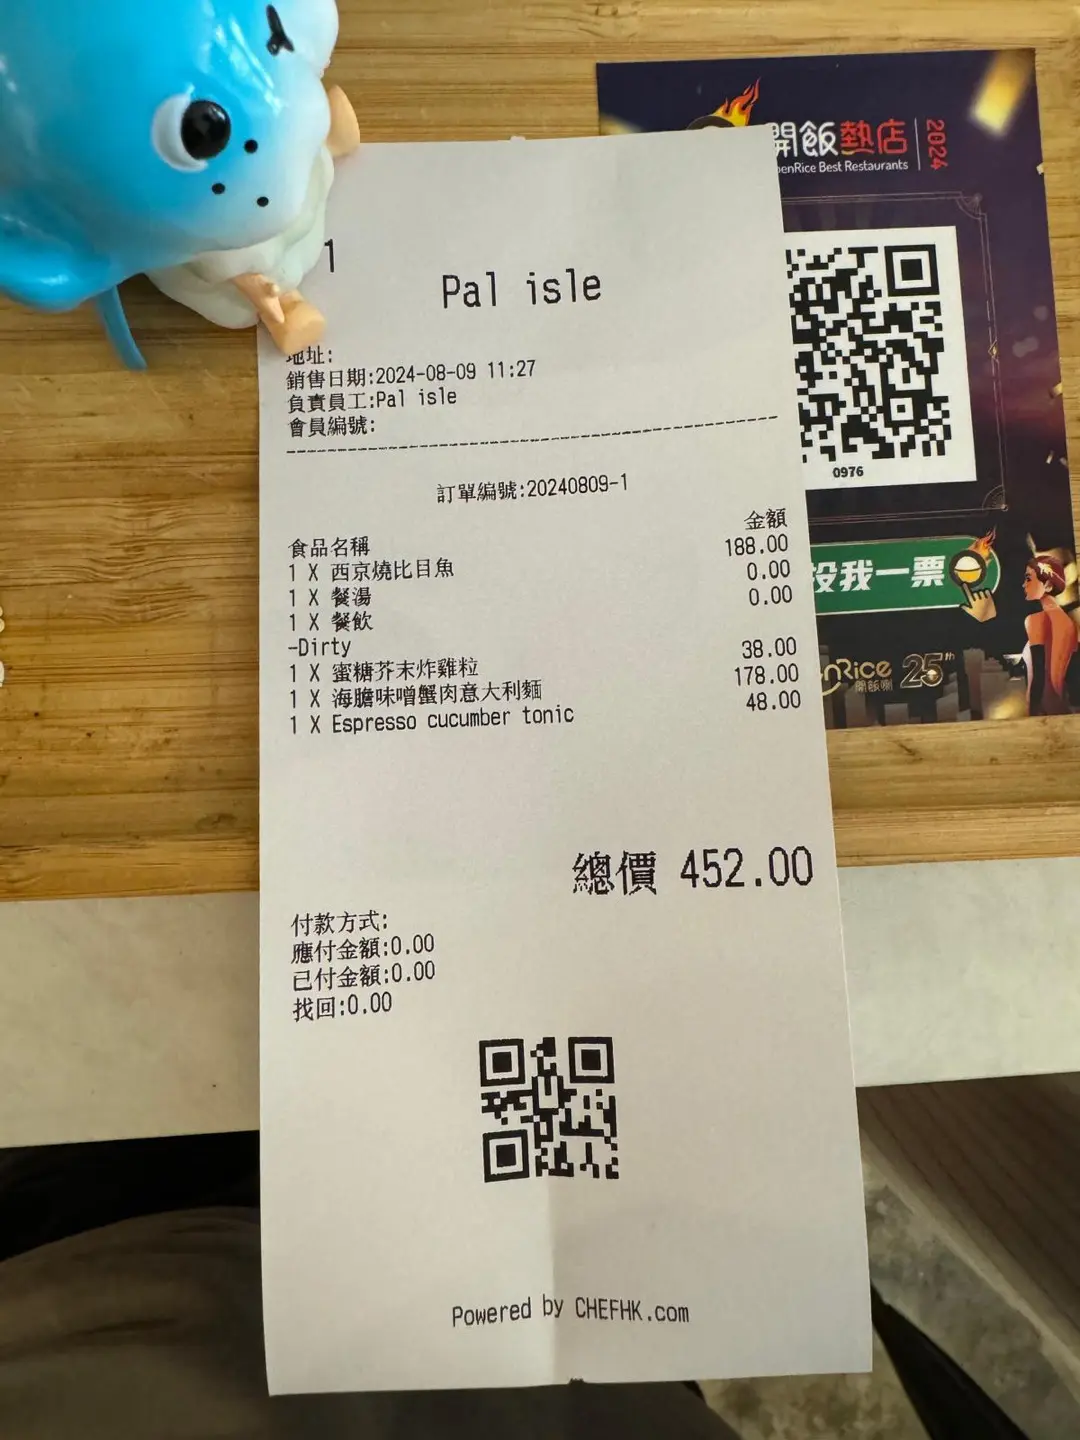 1
Pal isle
地址:
銷售日期:2024-08-09 11:27
負責員工:Pal isle
會員編號:
訂單編號:20240809-1
食品名稱 金額
1 X 西京燒比目魚 188.00
1 X 餐湯 0.00
1 X 餐飲 0.00
-Dirty
1 X 蜜糖芥末炸雞粒 38.00
1 X 海膽味噌蟹肉意大利麵 178.00
1 X Espresso cucumber tonic 48.00
總價 452.00
付款方式:
應付金額:0.00
已付金額:0.00
找回:0.00
Powered by CHEFHK.com
開飯熱店 2024
enRice Best Restaurants
0976
投我一票
nRice 25th
開飯喇